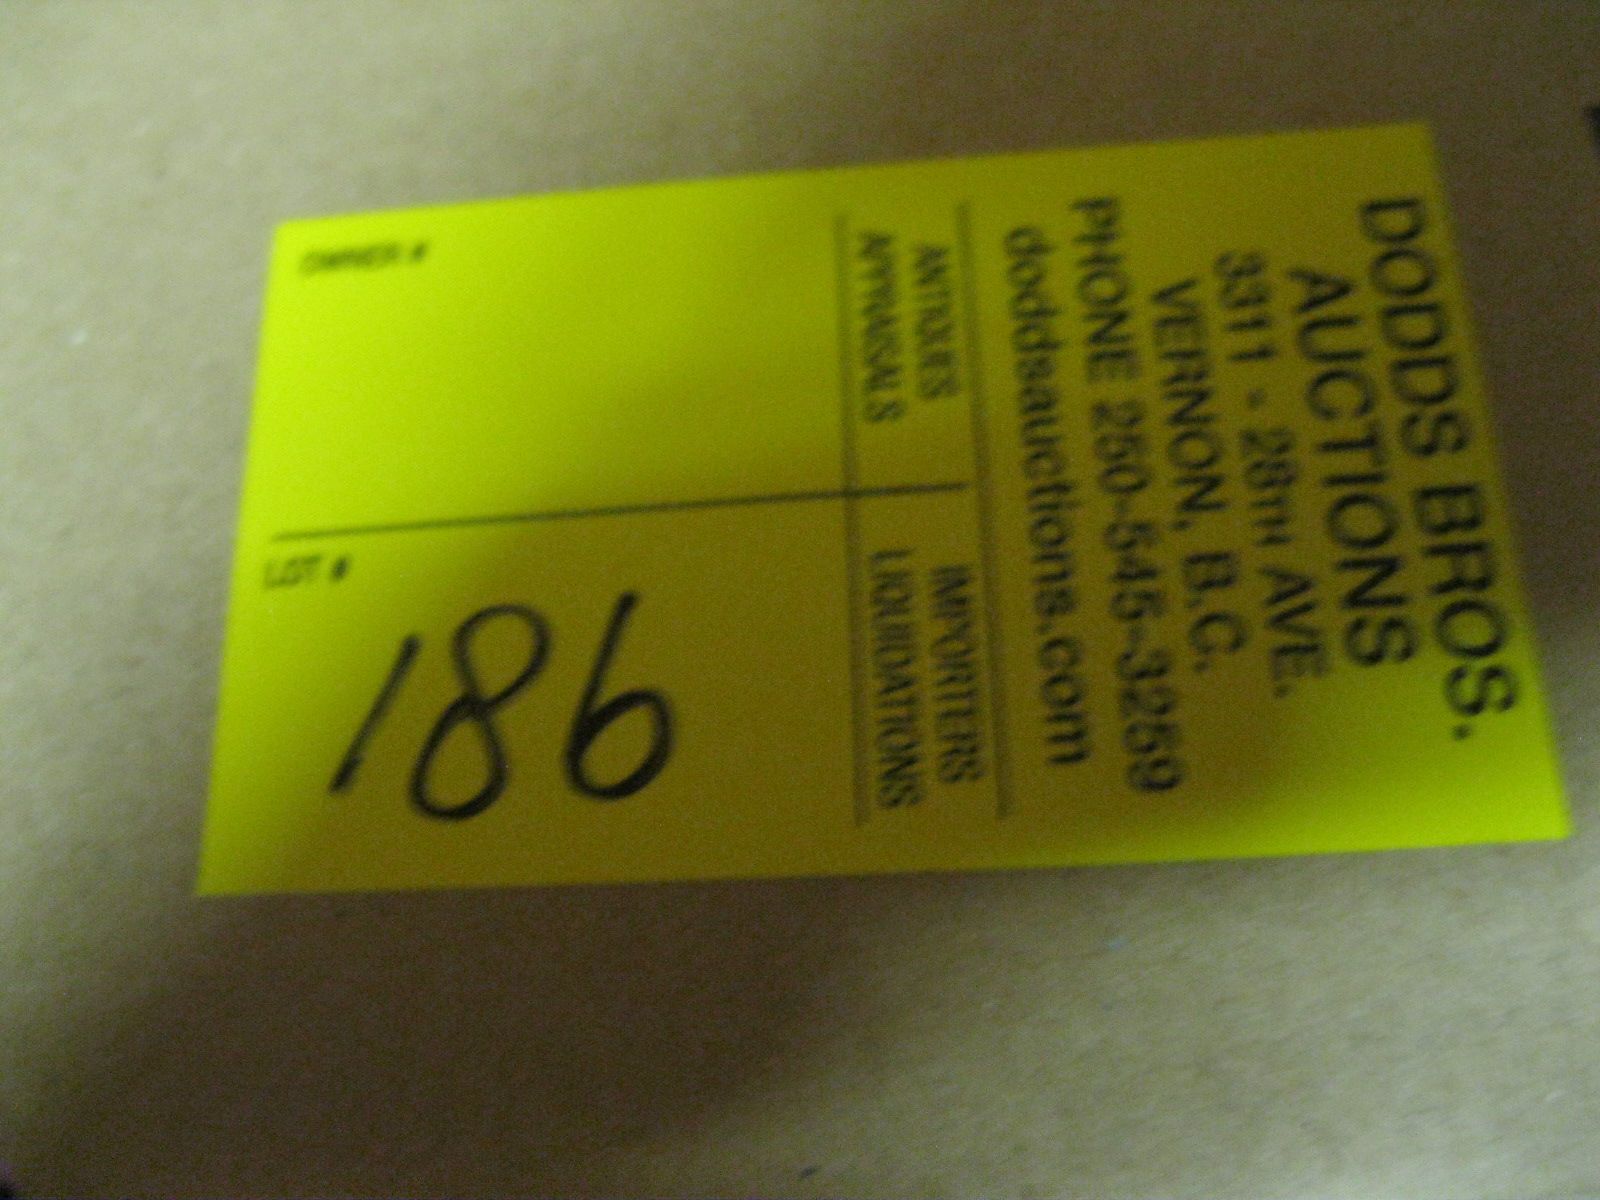 DODDS BROS.
AUCTIONS
3311 - 28TH AVE.
VERNON, B.C.
PHONE 250-545-3259
doddsauctions.com
ANTIQUES IMPORTERS
APPRAISALS LIQUIDATIONS
OWNER #
LOT #
186